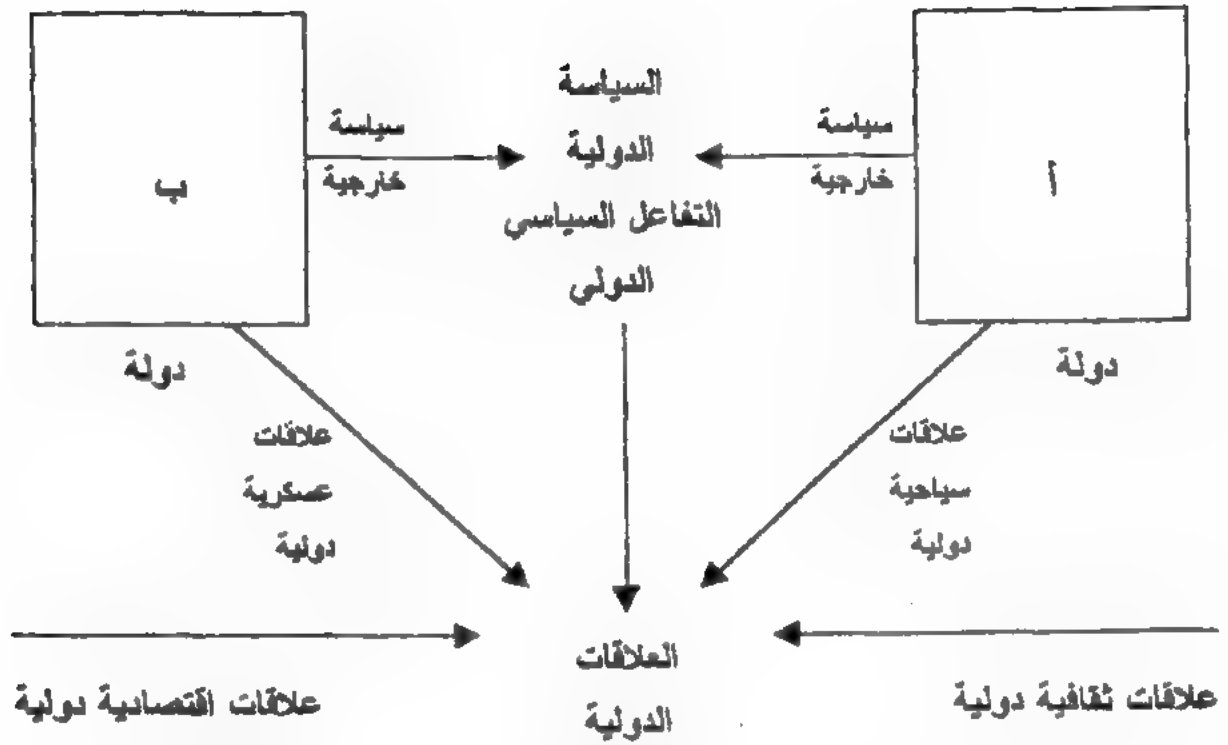 السياسة
الدولية
التفاعل السياسي
الدولي
سياسة
خارجية
أ
دولة
سياسة
خارجية
ب
دولة
علاقات
سياحية
دولية
علاقات
عسكرية
دولية
العلاقات
الدولية
علاقات ثقافية دولية
علاقات اقتصادية دولية